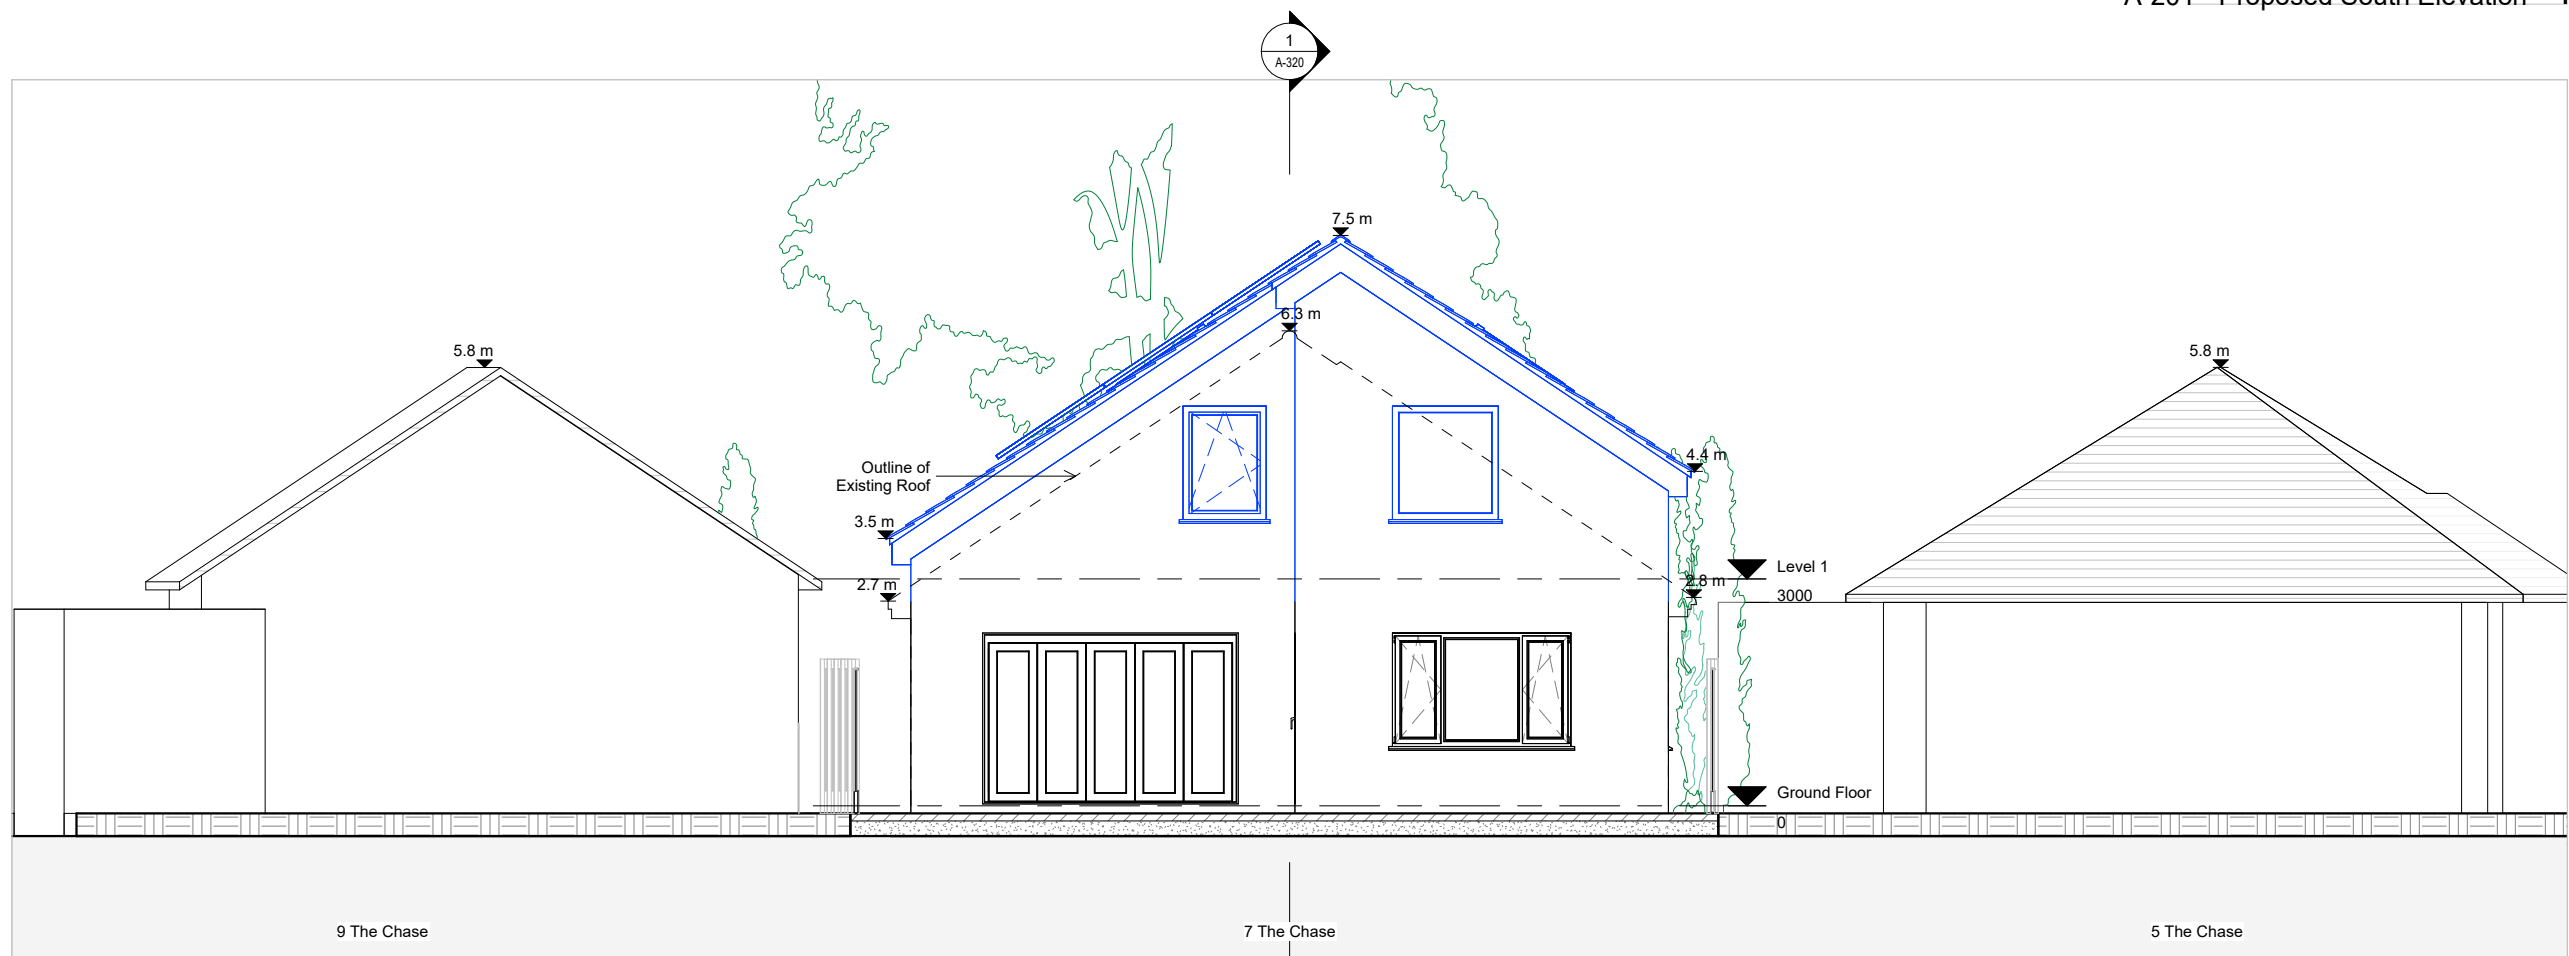 A-201 Proposed South Elevation
1
A-320
7.5 m
6.3 m
5.8 m
5.8 m
4.4 m
Outline of
Existing Roof
3.5 m
Level 1
2.7 m
2.8 m
3000
Ground Floor
0
9 The Chase
7 The Chase
5 The Chase